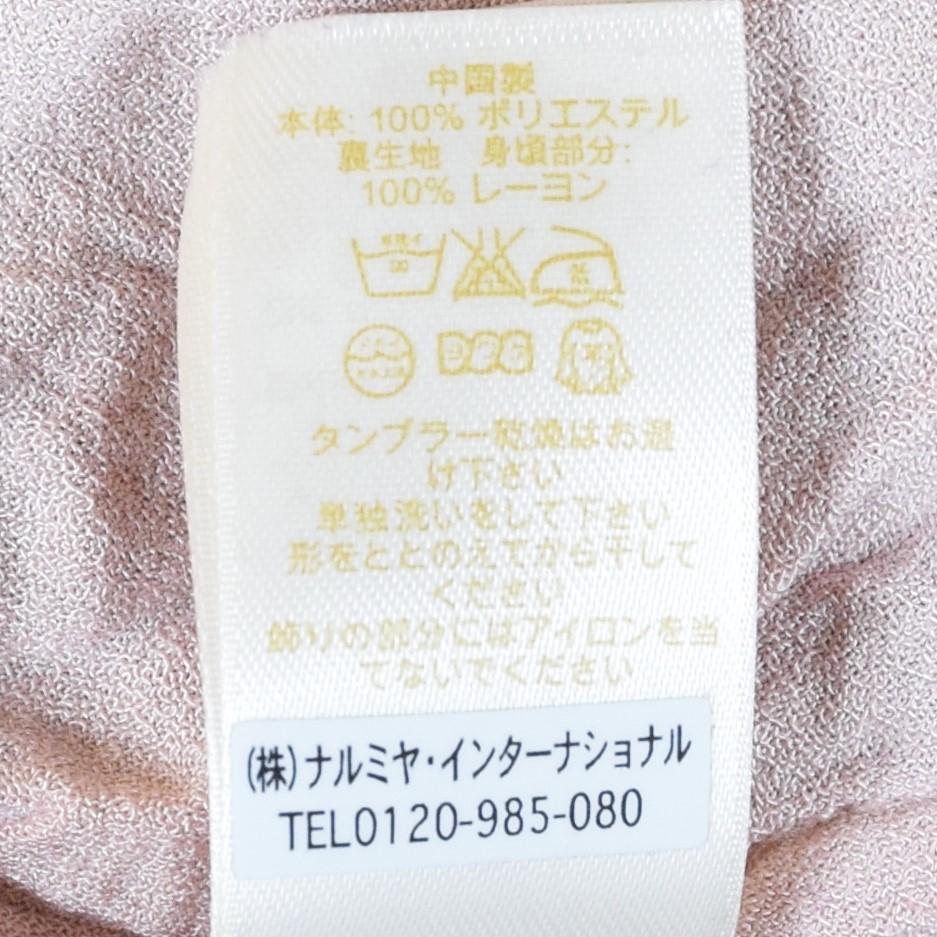 中国製
本体: 100% ポリエステル
裏生地　身頃部分:
100% レーヨン
タンブラー乾燥はお避
け下さい
単独洗いをして下さい
形をととのえてから干して
ください
飾りの部分にはアイロンを当
てないでください
(株)ナルミヤ・インターナショナル
TEL0120-985-080